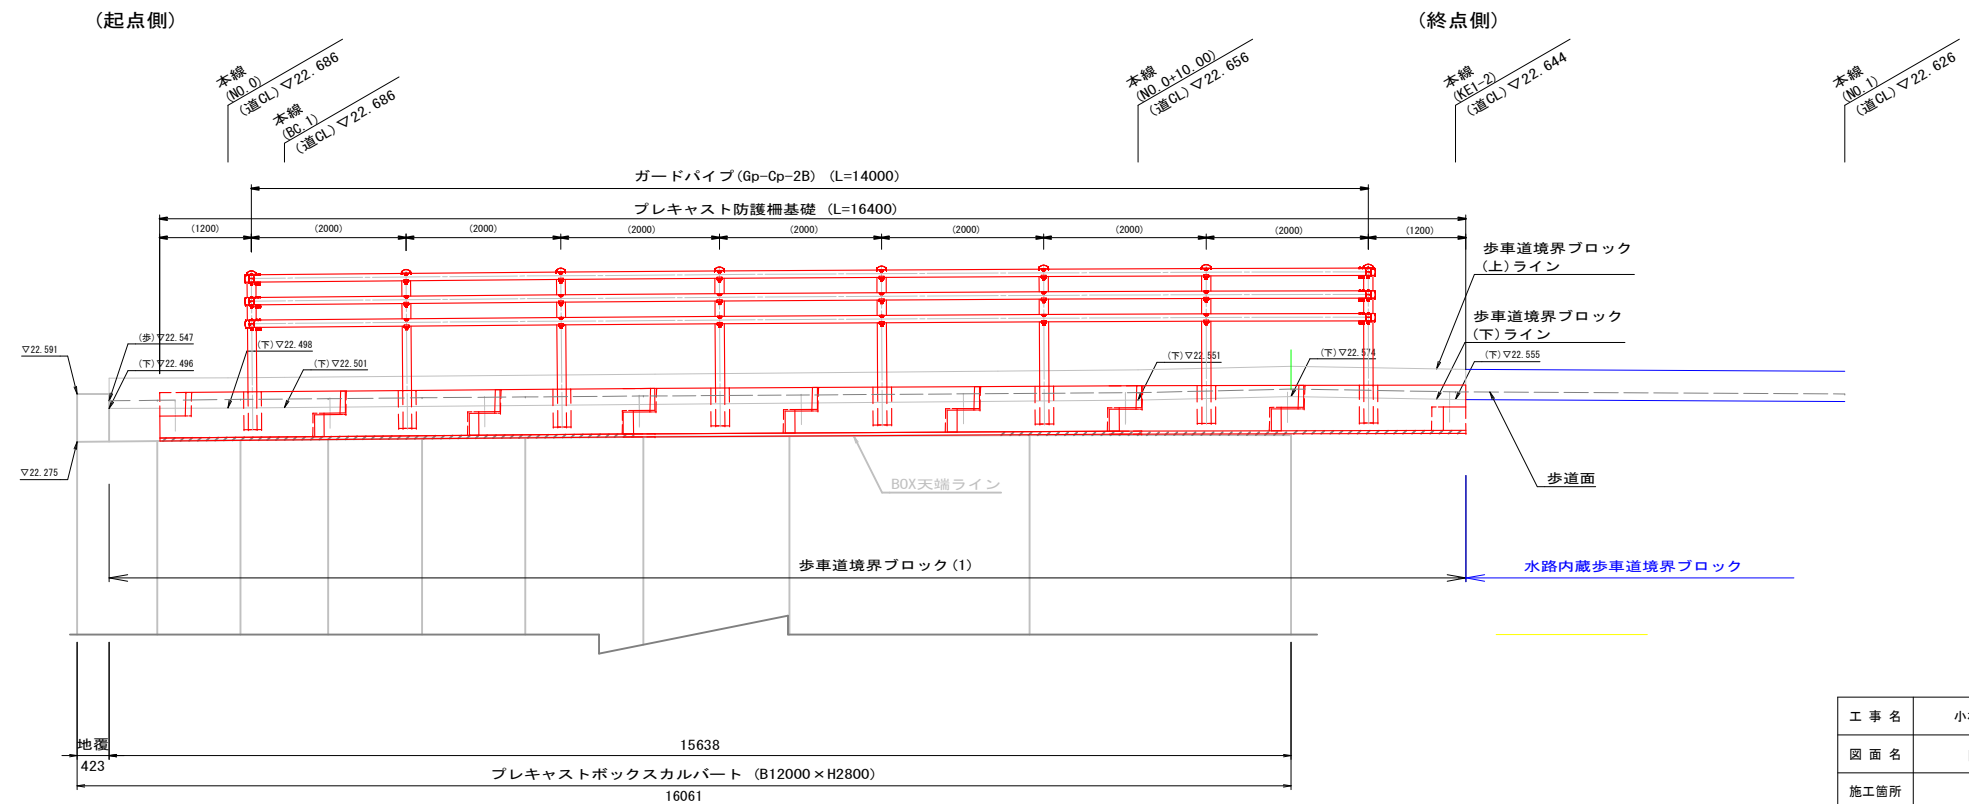 (起点側)
(終点側)
本線
(NO.0)
(道CL)▽22.686
本線
(BC.1)
(道CL)▽22.686
本線
(NO.0+10.00)
(道CL)▽22.656
本線
(KE1-2)
(道CL)▽22.644
本線
(NO.1)
(道CL)▽22.626
ガードパイプ(Gp-Cp-2B) (L=14000)
プレキャスト防護柵基礎 (L=16400)
(1200)
(2000)
(2000)
(2000)
(2000)
(2000)
(2000)
(2000)
(1200)
歩車道境界ブロック
(上)ライン
歩車道境界ブロック
(下)ライン
(下)▽22.555
▽22.591
(歩)▽22.547
(下)▽22.496
(下)▽22.498
(下)▽22.501
(下)▽22.551
(下)▽22.574
▽22.275
BOX天端ライン
歩道面
歩車道境界ブロック(1)
水路内蔵歩車道境界ブロック
地覆
423
15638
プレキャストボックスカルバート (B12000×H2800)
16061
工事名
図面名
施工箇所